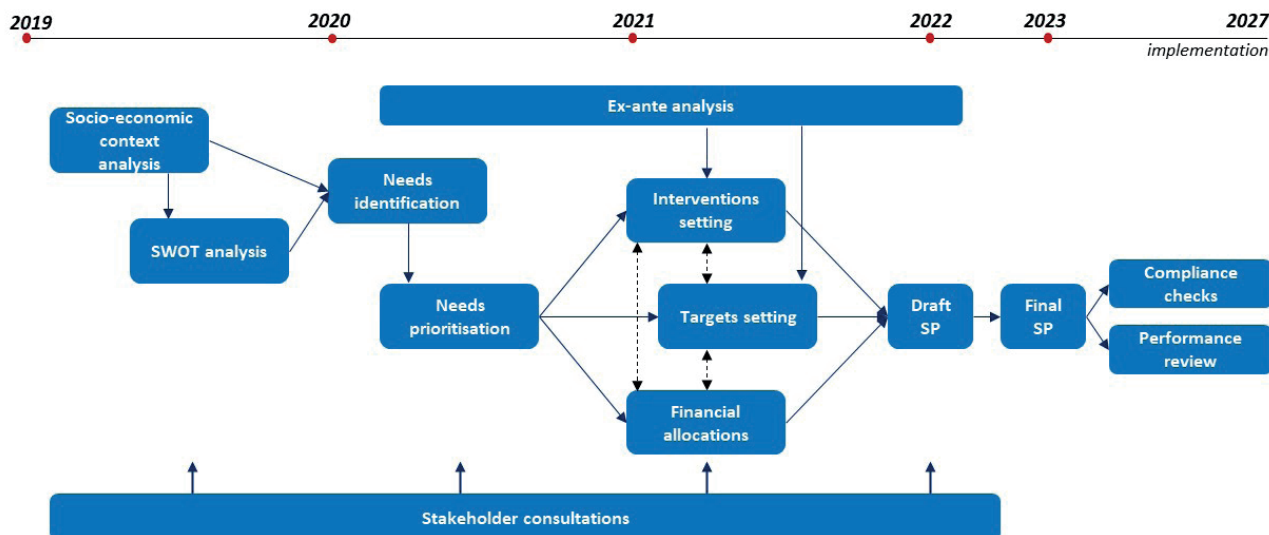 2019
2020
2021
2022
2023
2027
implementation
Ex-ante analysis
Socio-economic
context
analysis
Needs
identification
SWOT analysis
Interventions
setting
Needs
prioritisation
Targets setting
Draft
SP
Final
SP
Compliance
checks
Performance
review
Financial
allocations
Stakeholder consultations